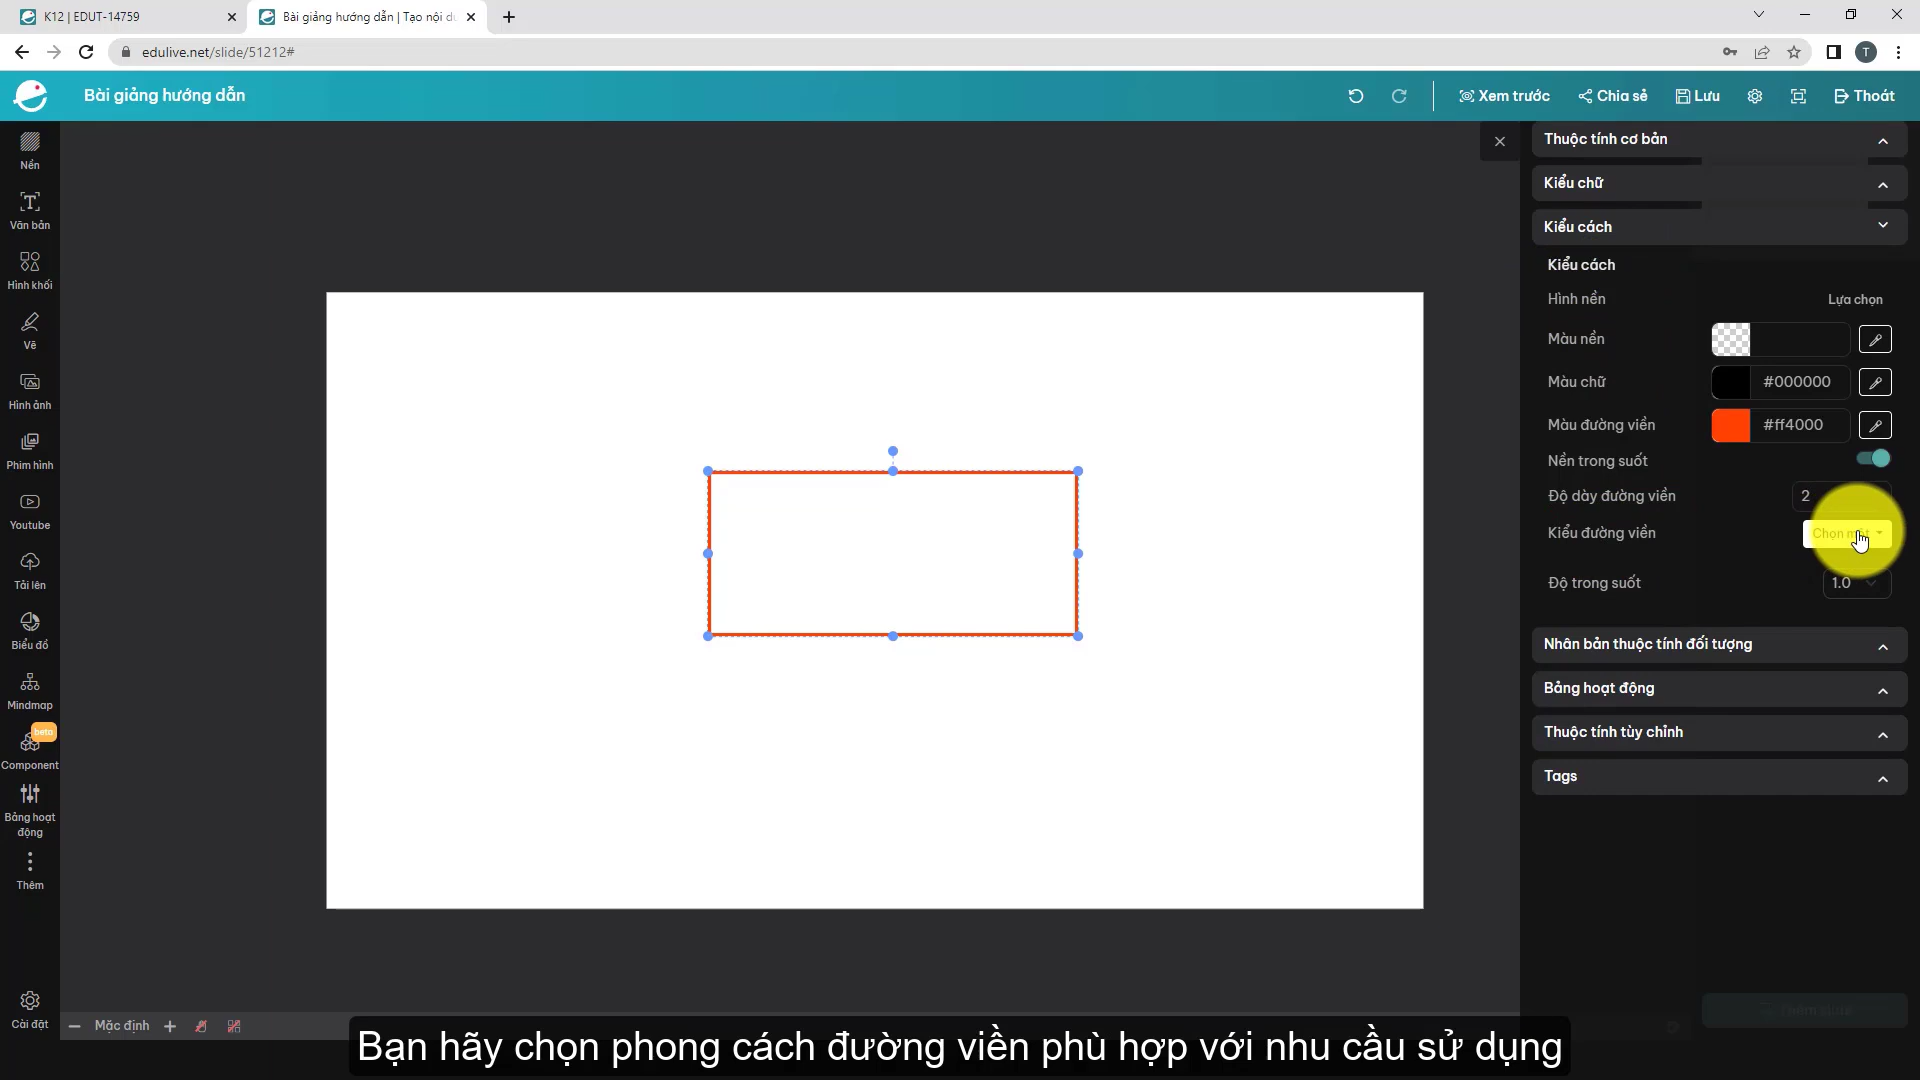 K12 | EDUT-14759
Bài giảng hướng dẫn | Tạo nội du
edulive.net/slide/51212#
T
Bài giảng hướng dẫn
Xem trước
Chia sẻ
Lưu
Thoát
Nền
Văn bản
Hình khối
Vẽ
Hình ảnh
Phim hình
Youtube
Tải lên
Biểu đồ
Mindmap
beta
Component
Bảng hoạt
động
Thêm
Cài đặt
Thuộc tính cơ bản
Kiểu chữ
Kiểu cách
Kiểu cách
Hình nền
Lựa chọn
Màu nền
Màu chữ
#000000
Màu đường viền
#ff4000
Nền trong suốt
Độ dày đường viền
2
Kiểu đường viền
Chọn một
Độ trong suốt
1.0
Nhân bản thuộc tính đối tượng
Bảng hoạt động
Thuộc tính tùy chỉnh
Tags
Mặc định
Bạn hãy chọn phong cách đường viền phù hợp với nhu cầu sử dụng